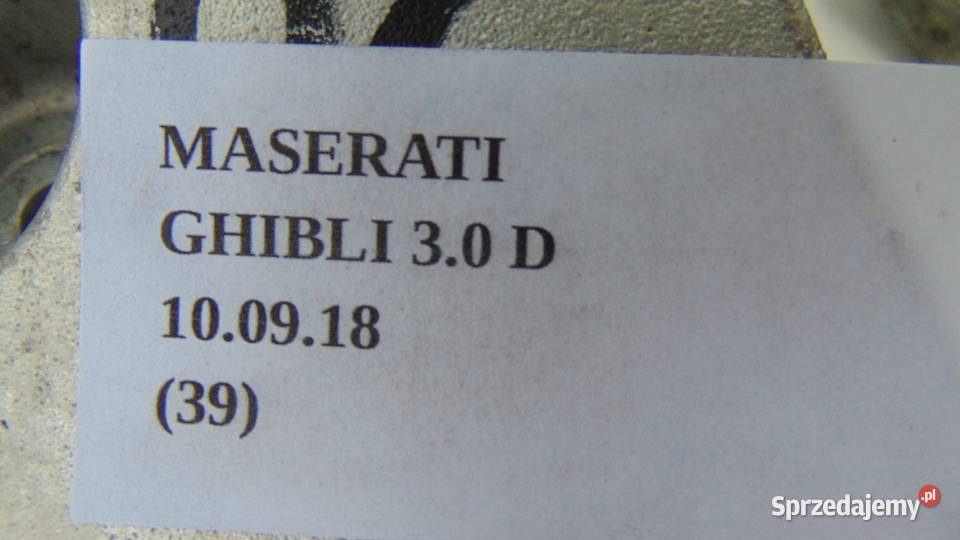 MASERATI
GHIBLI 3.0 D
10.09.18
(39)
Sprzedajemy.pl